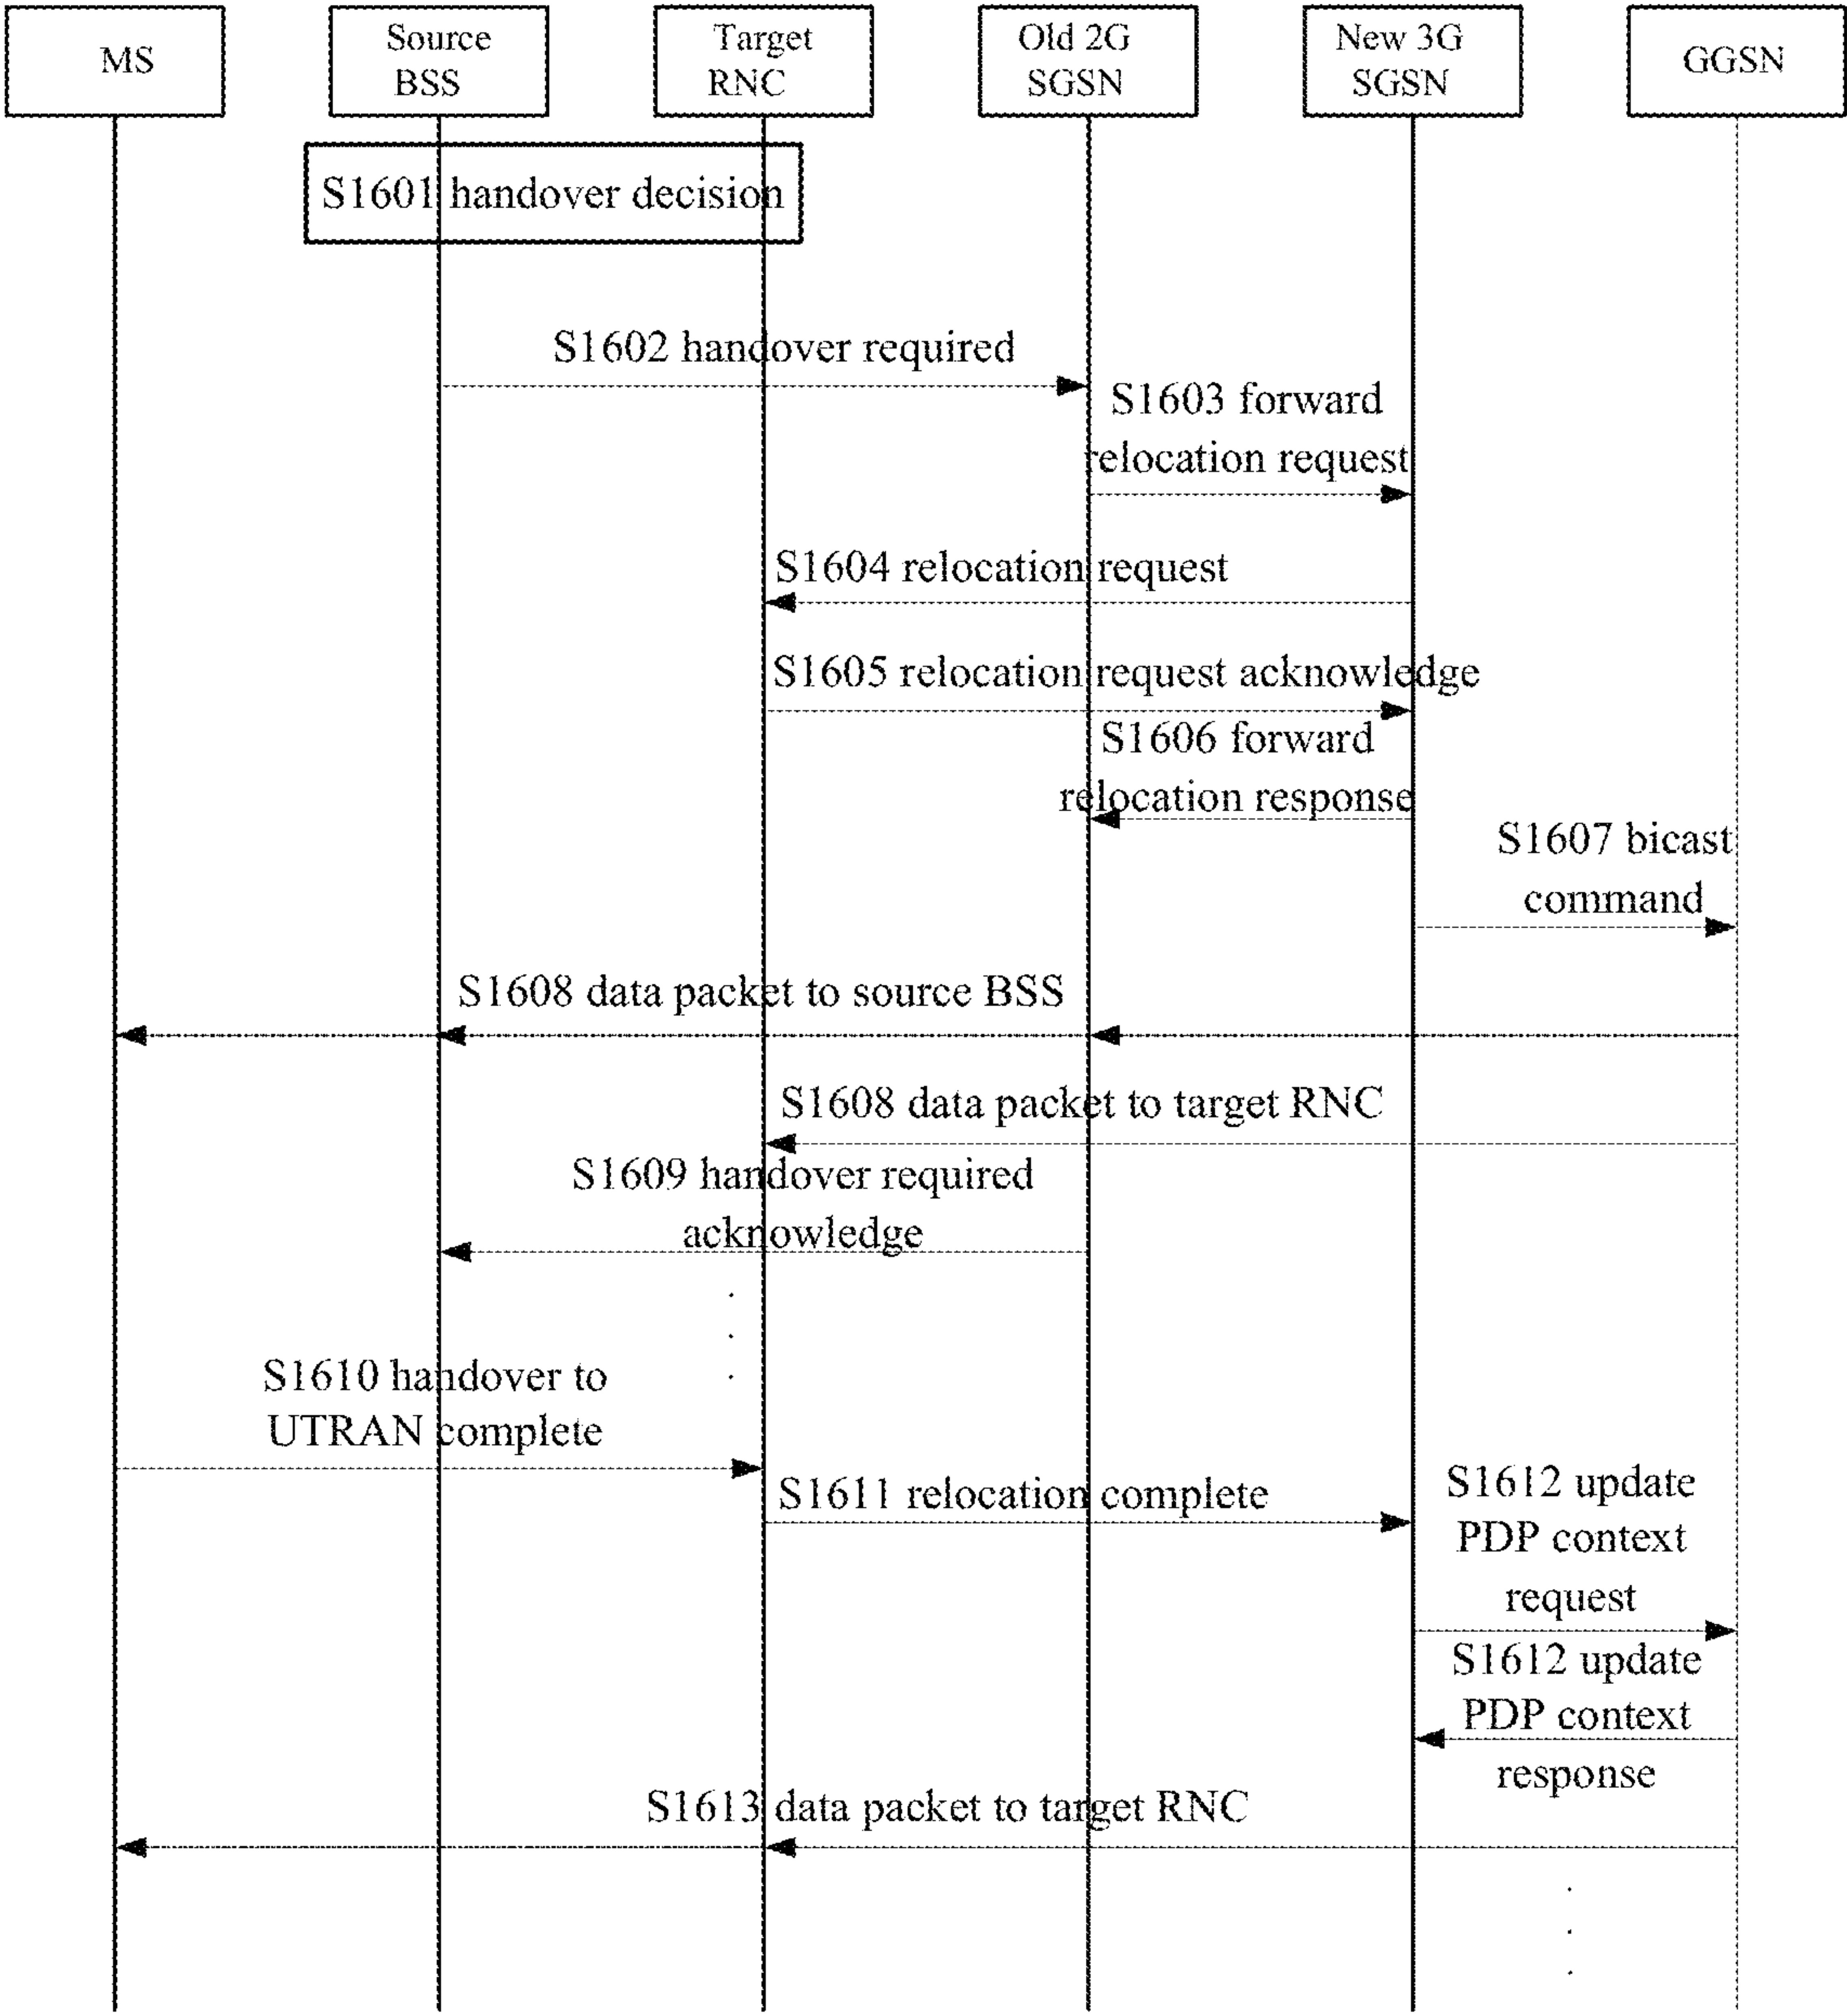 MS
Source
BSS
Target
RNC
Old 2G
SGSN
New 3G
SGSN
GGSN
S1601 handover decision
S1602 handover required
S1603 forward
relocation request
S1604 relocation request
S1605 relocation request acknowledge
S1606 forward
relocation response
S1607 bicast
command
S1608 data packet to source BSS
S1608 data packet to target RNC
S1609 handover required
acknowledge
S1610 handover to
UTRAN complete
S1611 relocation complete
S1612 update
PDP context
request
S1612 update
PDP context
response
S1613 data packet to target RNC